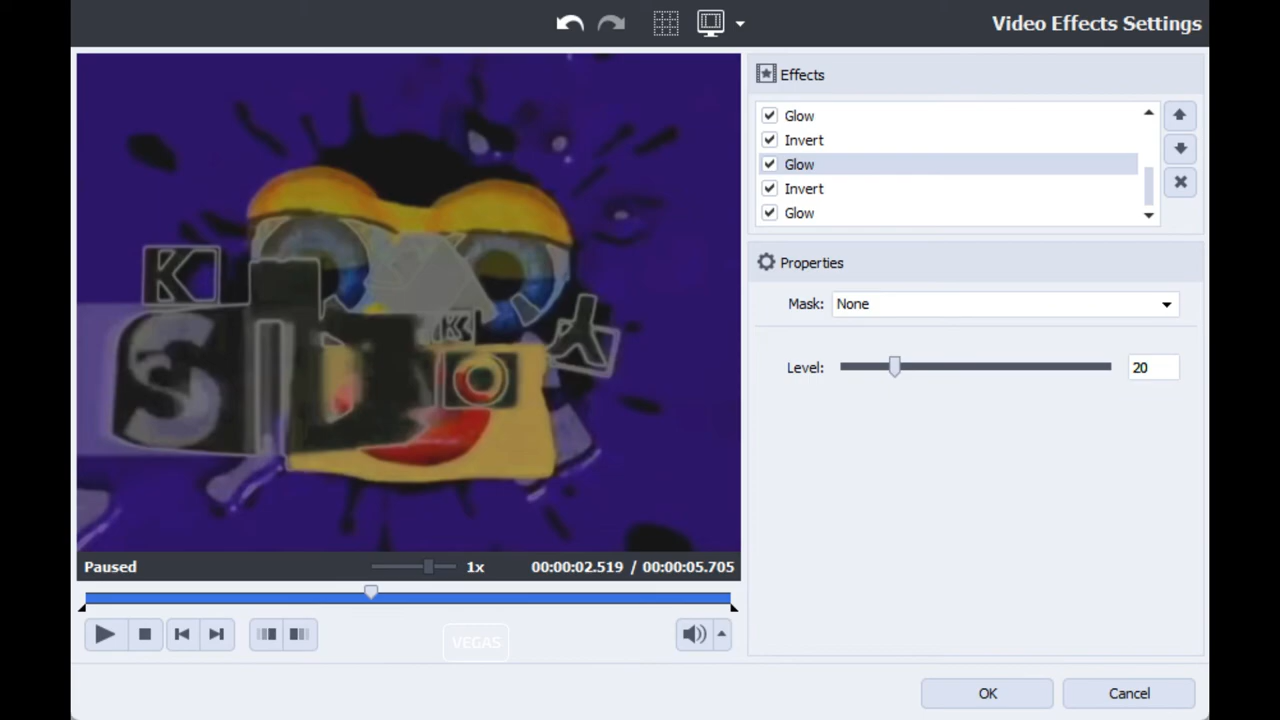 Video Effects Settings
Effects
Glow
Invert
Glow
Invert
Glow
Properties
Mask: None
Level: 20
K
K
S
O
Paused 1x 00:00:02.519 / 00:00:05.705
VEGAS
OK Cancel